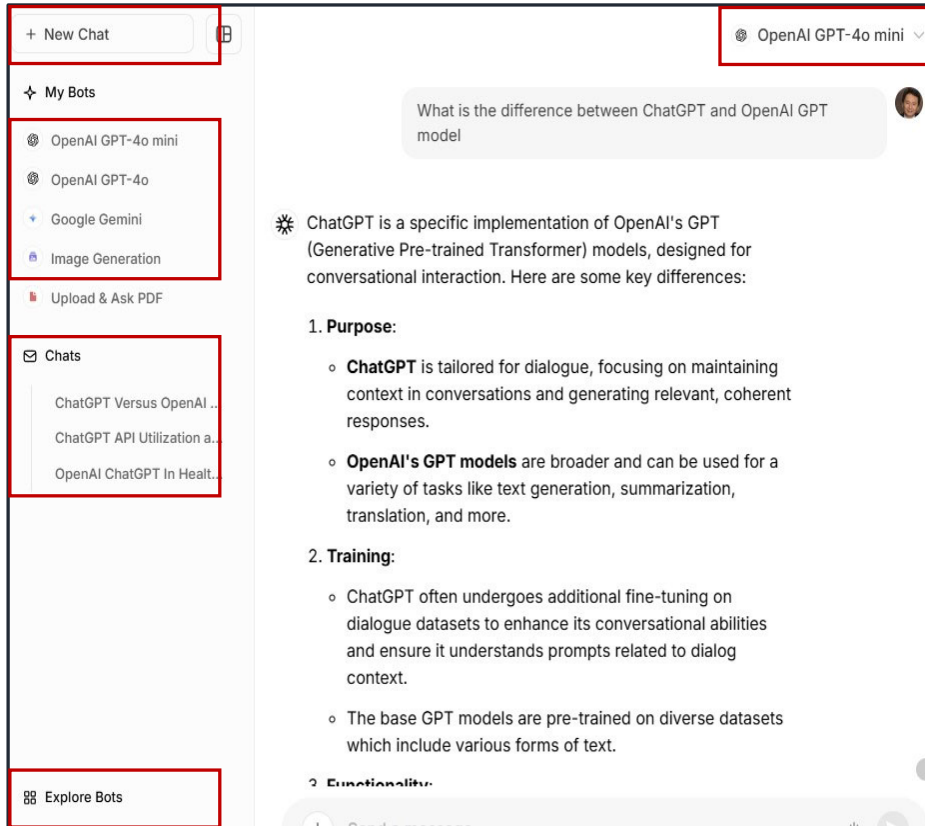 + New Chat
OpenAI GPT-4o mini
My Bots
OpenAI GPT-4o mini
OpenAI GPT-4o
Google Gemini
Image Generation
Upload & Ask PDF
Chats
ChatGPT Versus OpenAI ...
ChatGPT API Utilization a...
OpenAI ChatGPT In Healt...
Explore Bots
What is the difference between ChatGPT and OpenAI GPT
model
ChatGPT is a specific implementation of OpenAI's GPT
(Generative Pre-trained Transformer) models, designed for
conversational interaction. Here are some key differences:
1. Purpose:
ChatGPT is tailored for dialogue, focusing on maintaining
context in conversations and generating relevant, coherent
responses.
OpenAI's GPT models are broader and can be used for a
variety of tasks like text generation, summarization,
translation, and more.
2. Training:
ChatGPT often undergoes additional fine-tuning on
dialogue datasets to enhance its conversational abilities
and ensure it understands prompts related to dialog
context.
The base GPT models are pre-trained on diverse datasets
which include various forms of text.
3. Functionality:
Send a message